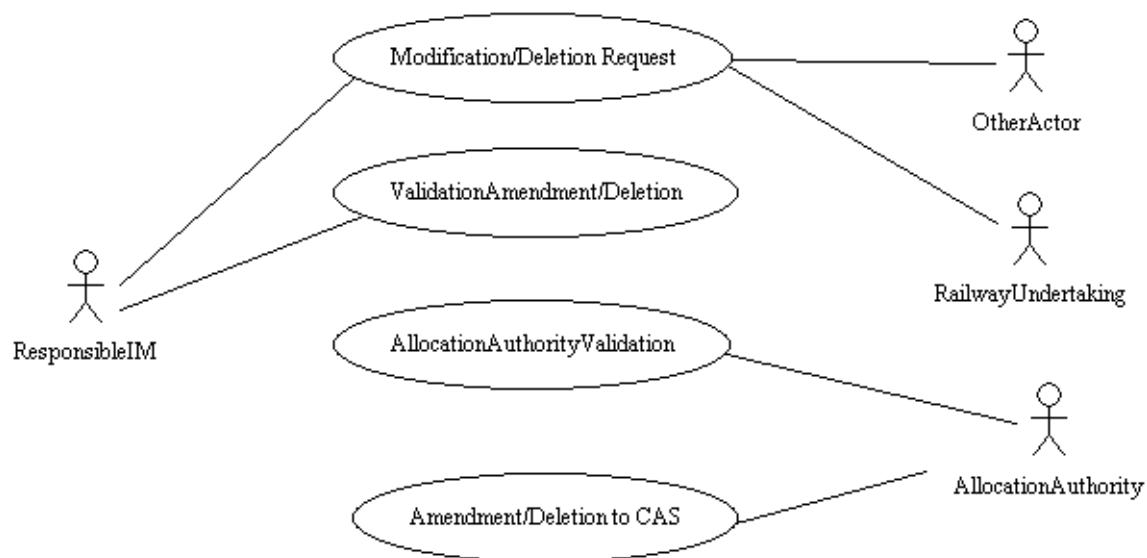 Modification/Deletion Request
OtherActor
ValidationAmendment/Deletion
RailwayUndertaking
ResponsibleIM
AllocationAuthorityValidation
AllocationAuthority
Amendment/Deletion to CAS